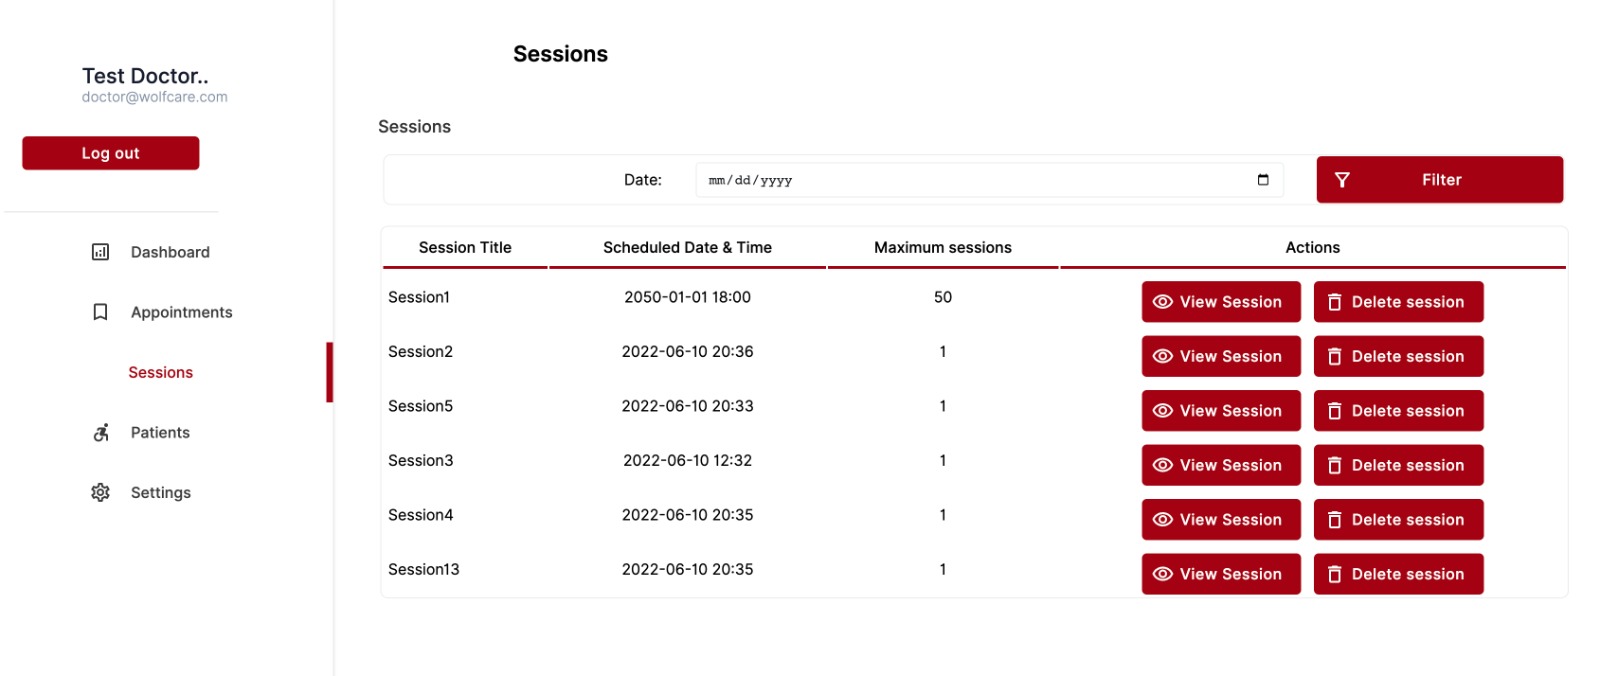 Test Doctor..
doctor@wolfcare.com
Log out
Dashboard
Appointments
Sessions
Patients
Settings
Sessions
Sessions
Date: mm/dd/yyyy Filter
Session Title Scheduled Date & Time Maximum sessions Actions
Session1 2050-01-01 18:00 50 View Session Delete session
Session2 2022-06-10 20:36 1 View Session Delete session
Session5 2022-06-10 20:33 1 View Session Delete session
Session3 2022-06-10 12:32 1 View Session Delete session
Session4 2022-06-10 20:35 1 View Session Delete session
Session13 2022-06-10 20:35 1 View Session Delete session